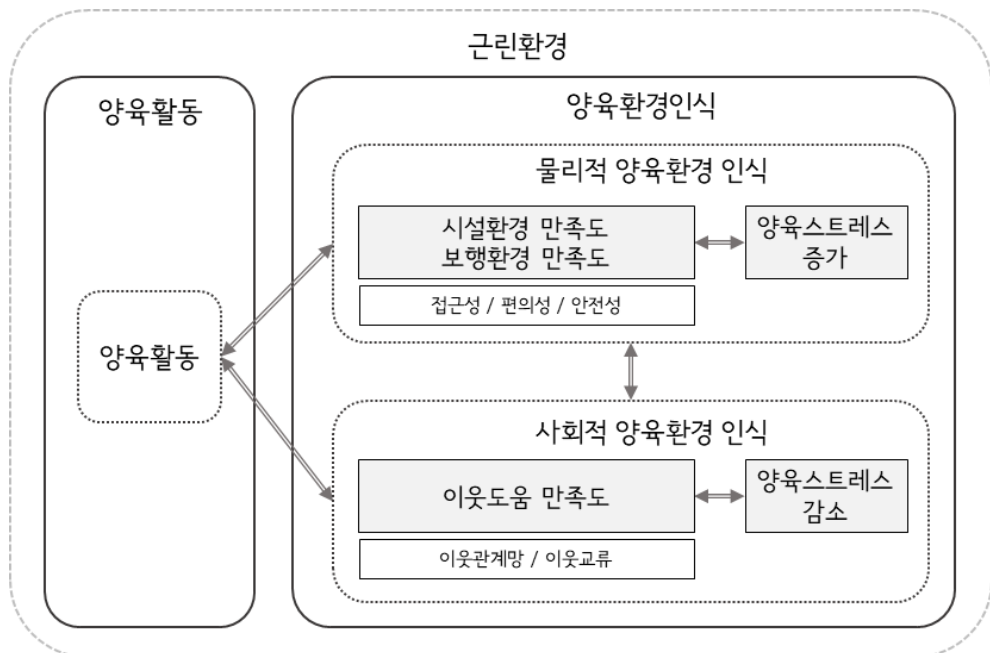 근린환경
양육활동
양육환경인식
물리적 양육환경 인식
시설환경 만족도
보행환경 만족도
양육스트레스
증가
접근성 / 편의성 / 안전성
양육활동
사회적 양육환경 인식
이웃도움 만족도
양육스트레스
감소
이웃관계망 / 이웃교류